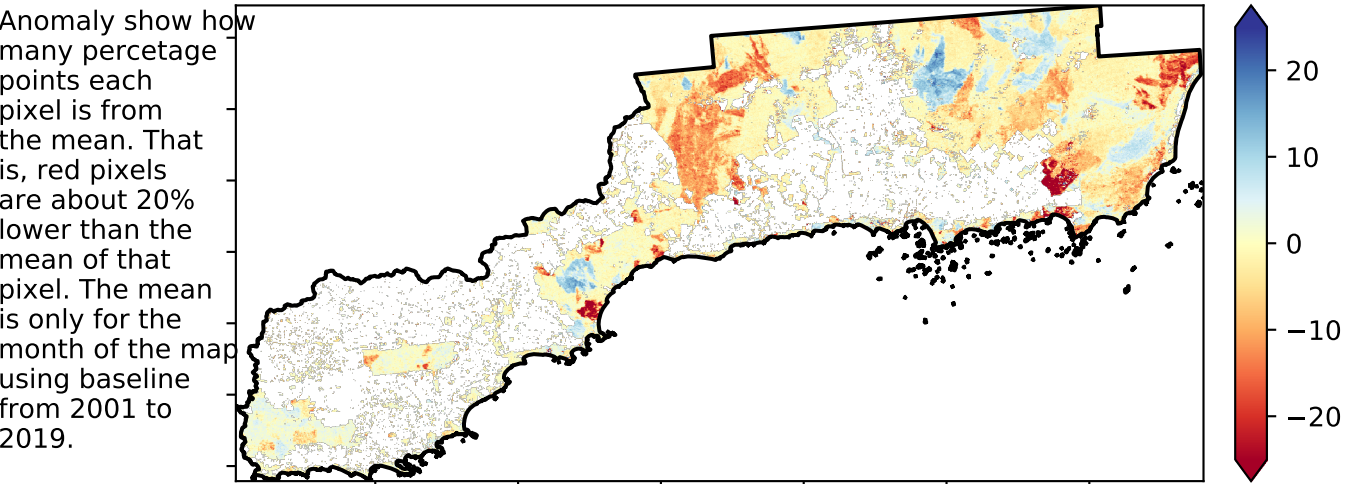 Anomaly show how
many percetage
points each
pixel is from
the mean. That
is, red pixels
are about 20%
lower than the
mean of that
pixel. The mean
is only for the
month of the map
using baseline
from 2001 to
2019.
20
10
0
−10
−20